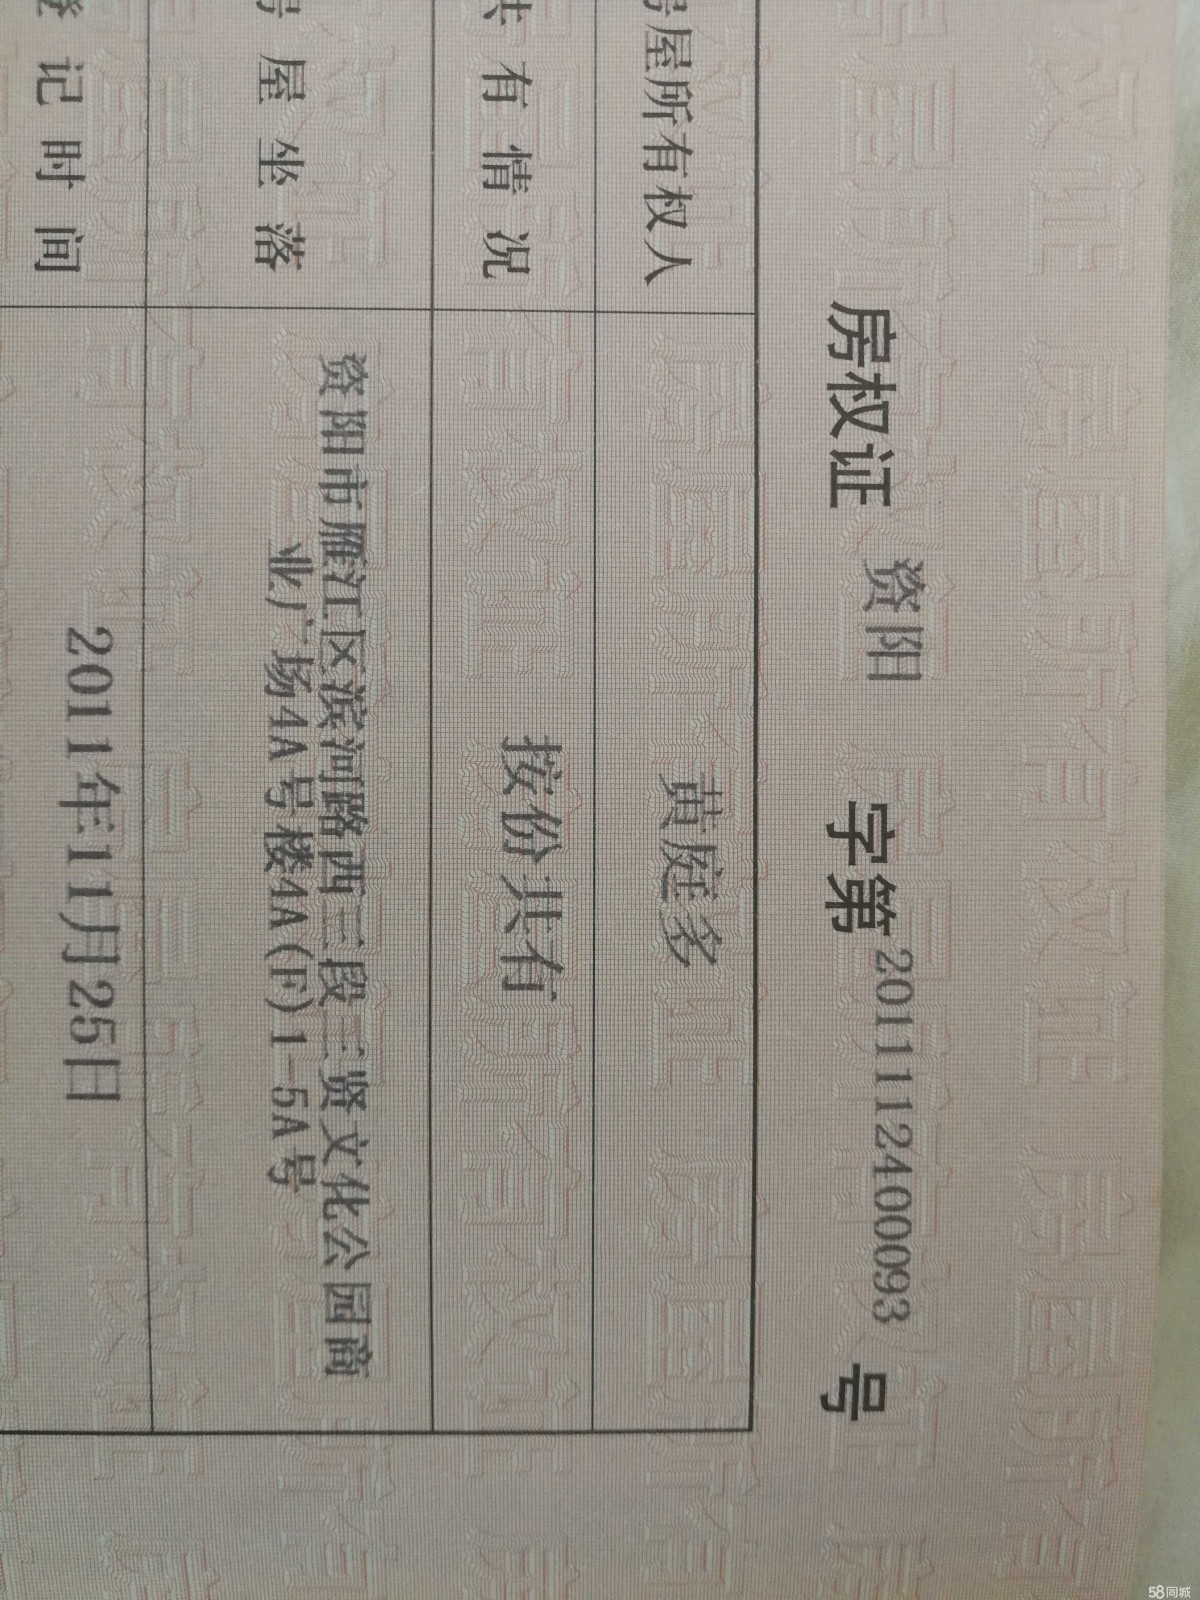 房权证 资阳 字第 201111240​0093 号
房屋所有权人 黄庭多
共有情况 按份共有
房屋坐落 资阳市雁江区滨河路西三段三贤文化公园商
业广场4A号楼4A(F)1-5A号
登记时间 2011年11月25日
58同城